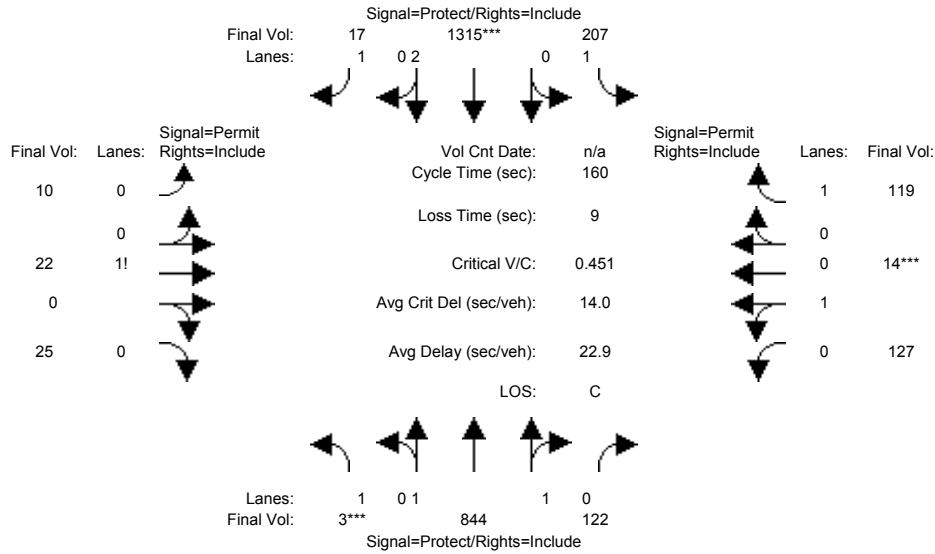 Signal=Protect/Rights=Include
Final Vol: 17 1315*** 207
Lanes: 1 0 2 0 1
Signal=Permit
Final Vol: Lanes: Rights=Include
Vol Cnt Date: n/a
Signal=Permit
Rights=Include Lanes: Final Vol:
Cycle Time (sec): 160
10 0
1 119
Loss Time (sec): 9
0
0
22 1!
Critical V/C: 0.451
0 14***
0
Avg Crit Del (sec/veh): 14.0
1
25 0
Avg Delay (sec/veh): 22.9
0 127
LOS: C
Lanes: 1 0 1 1 0
Final Vol: 3*** 844 122
Signal=Protect/Rights=Include